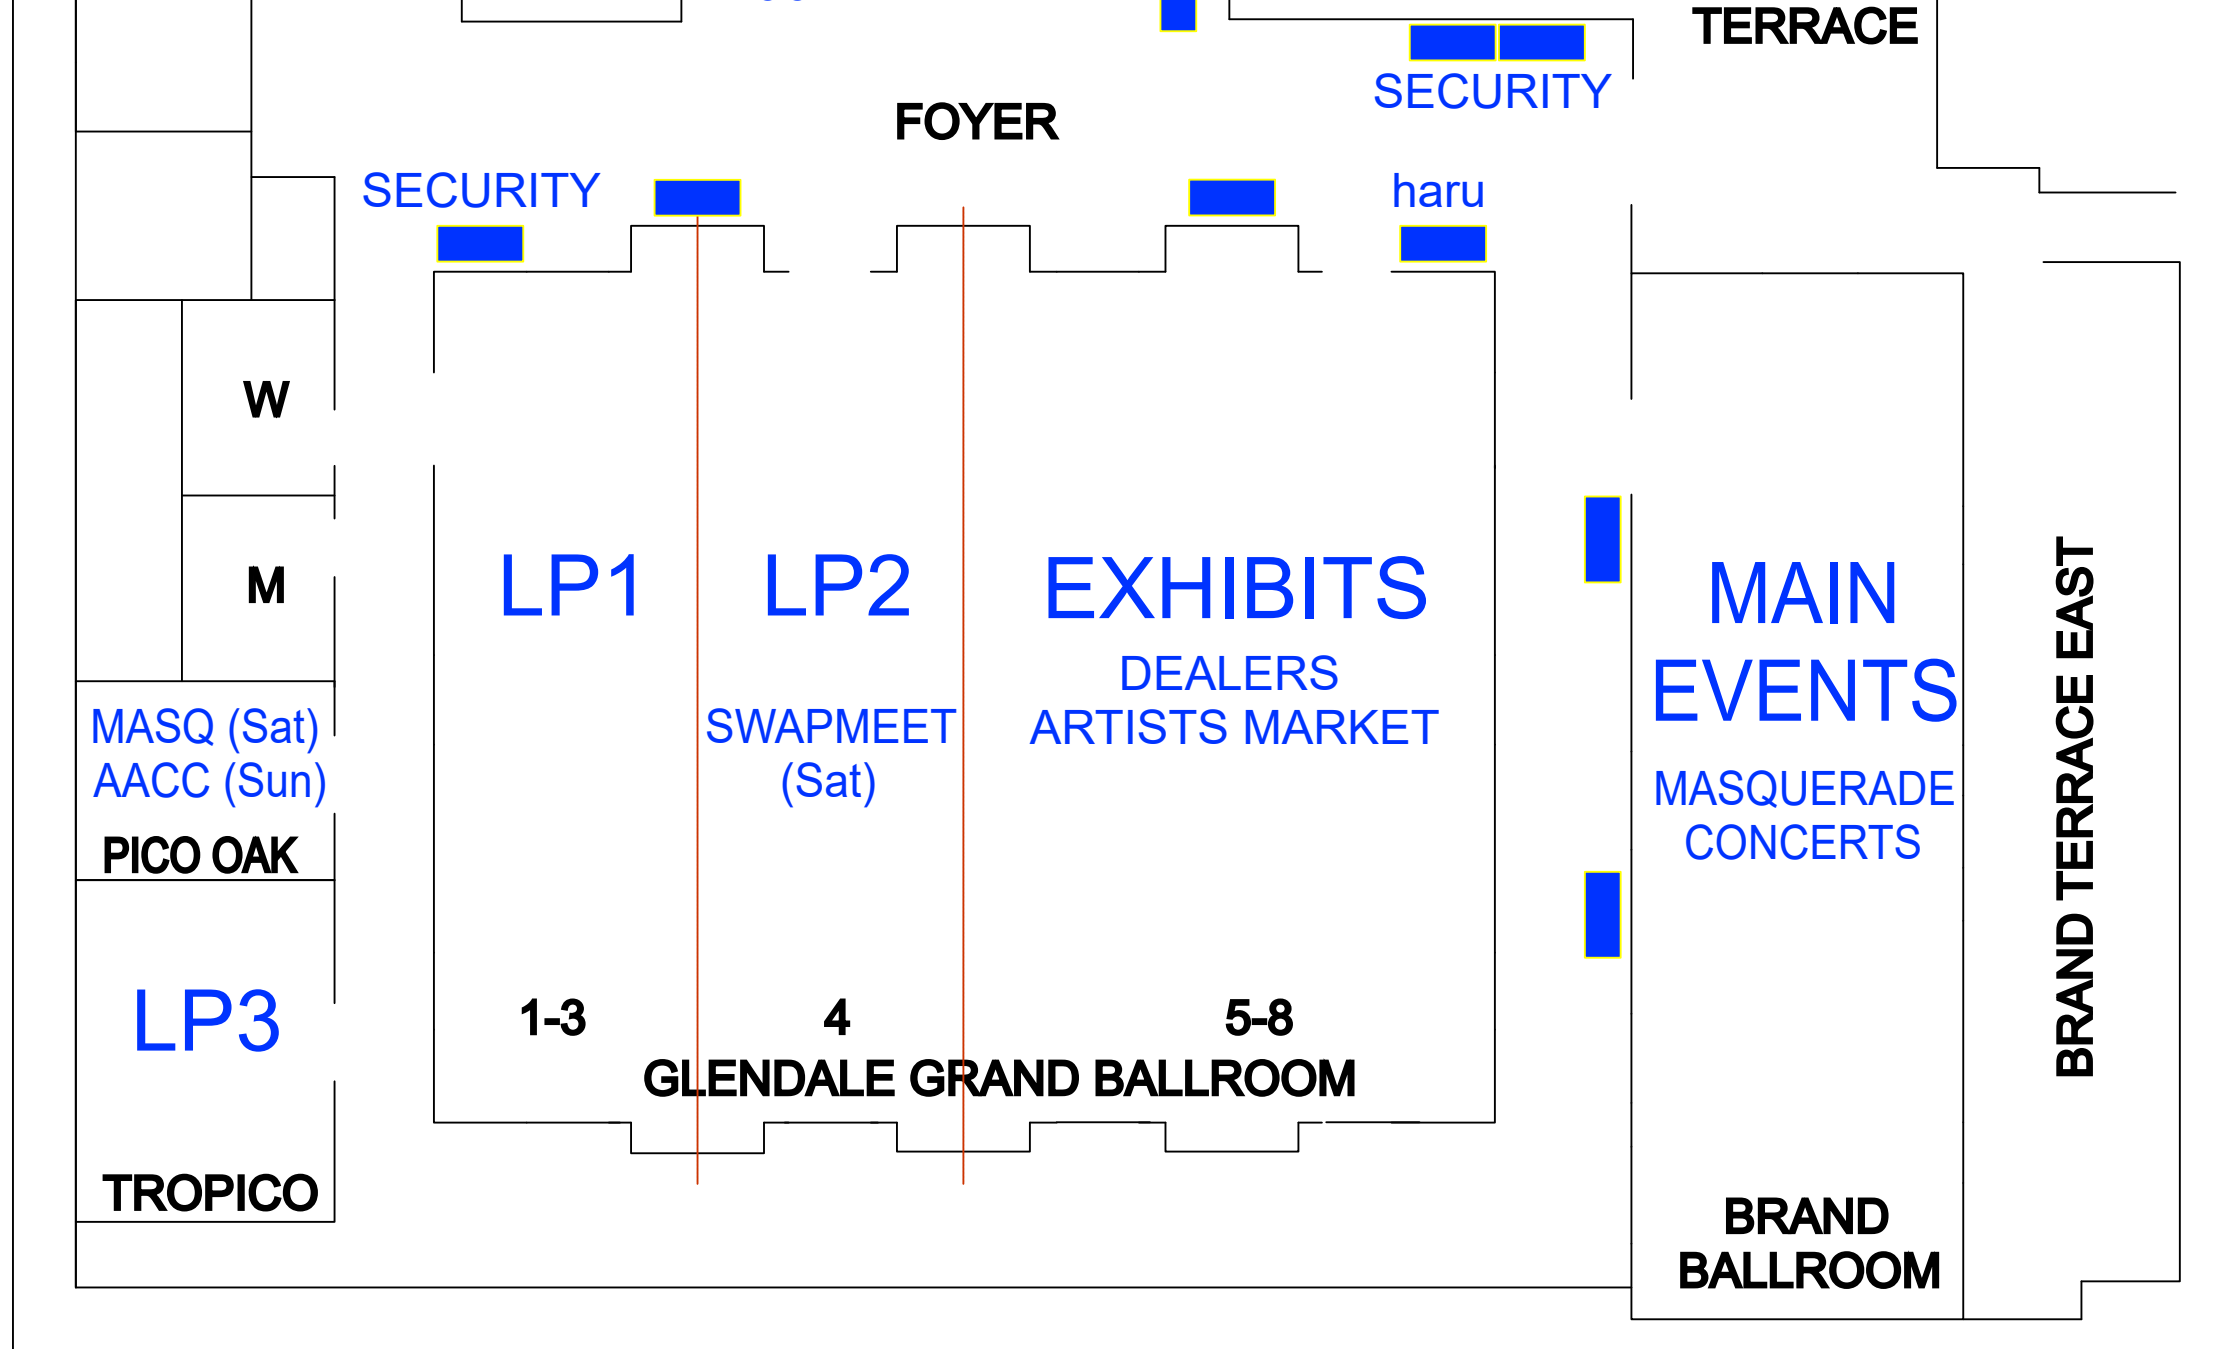 TERRACE
SECURITY
FOYER
SECURITY
haru
W
M
LP1
LP2
EXHIBITS
DEALERS
ARTISTS MARKET
SWAPMEET
(Sat)
MAIN
EVENTS
MASQUERADE
CONCERTS
BRAND TERRACE EAST
MASQ (Sat)
AACC (Sun)
PICO OAK
LP3
TROPICO
1-3
4
5-8
GLENDALE GRAND BALLROOM
BRAND
BALLROOM